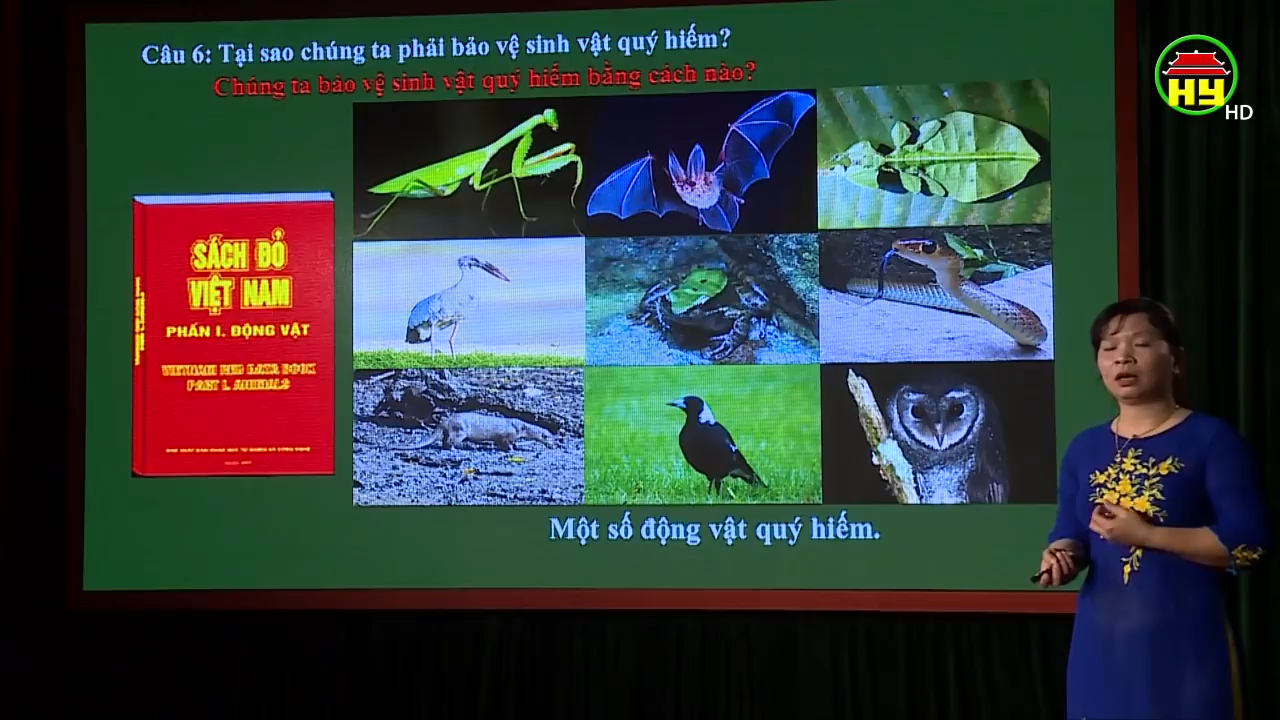 Câu 6: Tại sao chúng ta phải bảo vệ sinh vật quý hiếm?
Chúng ta bảo vệ sinh vật quý hiếm bằng cách nào?
HY
HD
SÁCH ĐỎ
VIỆT NAM
PHẦN I. ĐỘNG VẬT
VIETNAM RED DATA BOOK
PART I. ANIMALS
Một số động vật quý hiếm.